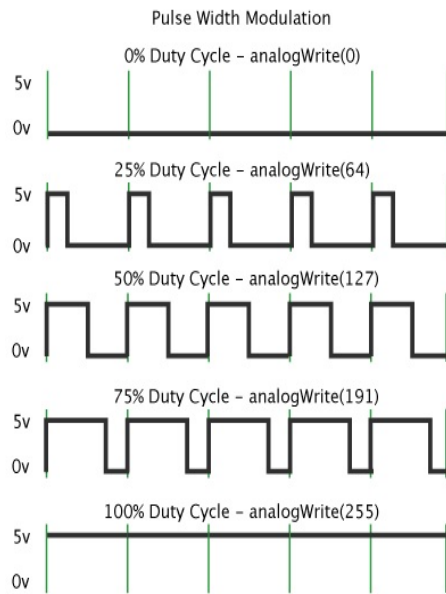 Pulse Width Modulation
0% Duty Cycle – analogWrite(0)
5v
0v
25% Duty Cycle – analogWrite(64)
5v
0v
50% Duty Cycle – analogWrite(127)
5v
0v
75% Duty Cycle – analogWrite(191)
5v
0v
100% Duty Cycle – analogWrite(255)
5v
0v